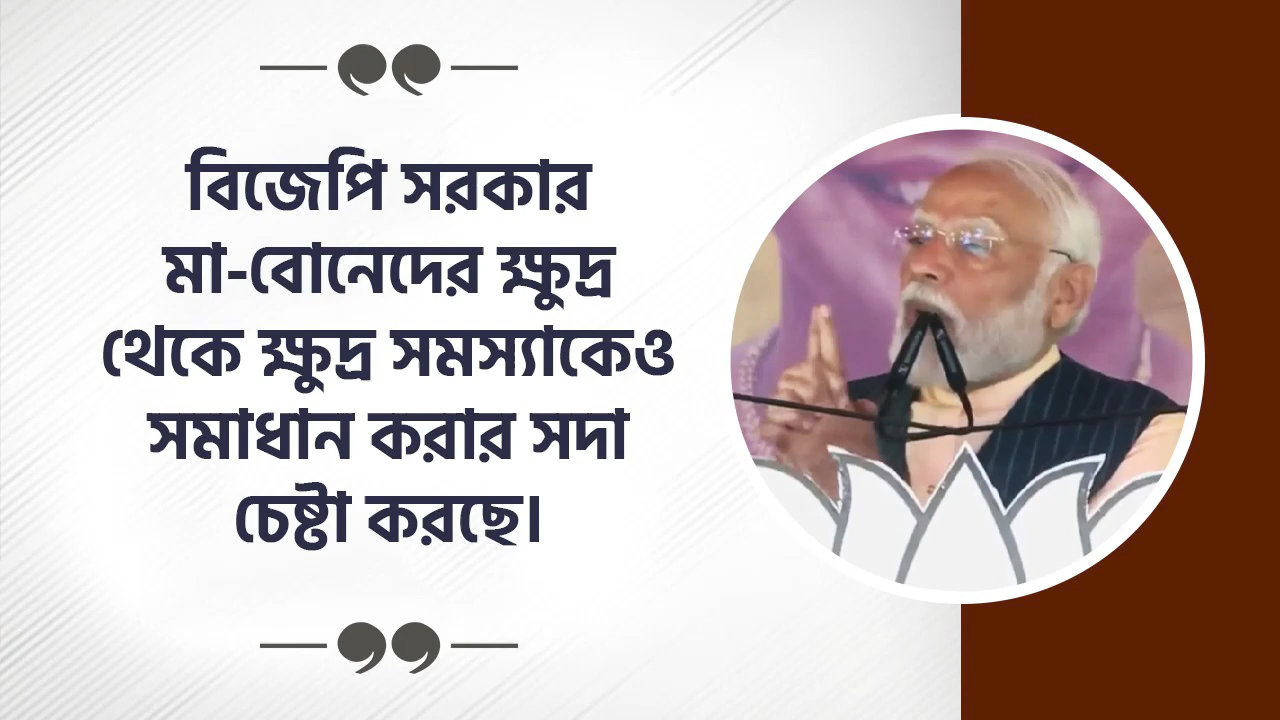 বিজেপি সরকার
মা-বোনেদের ক্ষুদ্র
থেকে ক্ষুদ্র সমস্যাকেও
সমাধান করার সদা
চেষ্টা করছে।